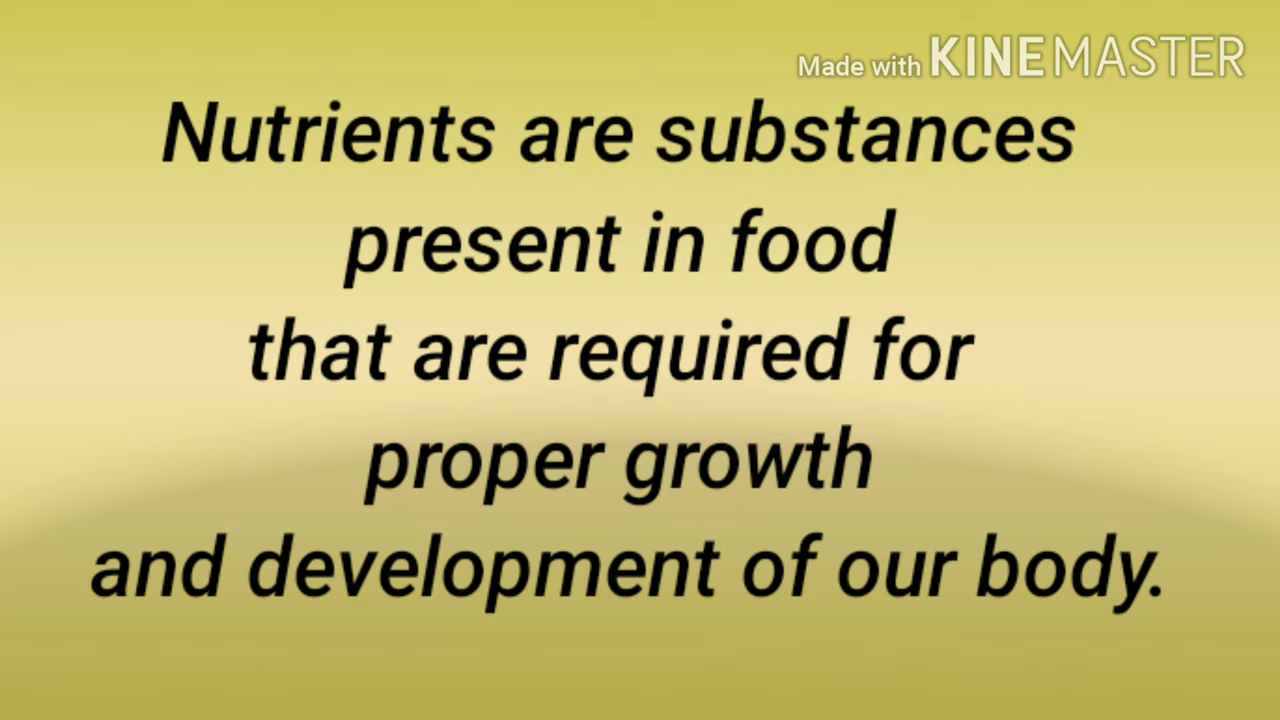 Made with KINEMASTER
Nutrients are substances
present in food
that are required for
proper growth
and development of our body.